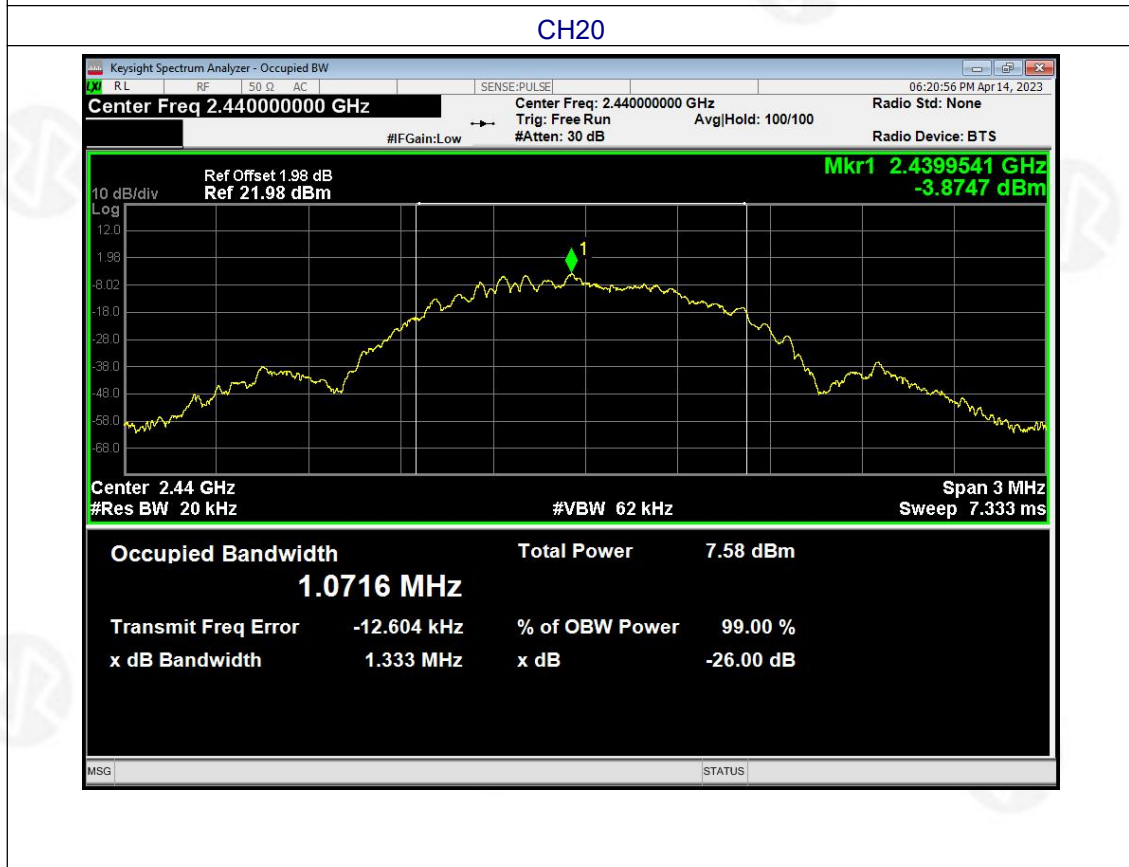 CH20
Keysight Spectrum Analyzer - Occupied BW
LXI RL RF 50 Ω AC SENSE:PULSE 06:20:56 PM Apr 14, 2023
Center Freq 2.440000000 GHz
Center Freq: 2.440000000 GHz
Radio Std: None
Trig: Free Run
Avg|Hold: 100/100
#IFGain:Low
#Atten: 30 dB
Radio Device: BTS
Mkr1 2.4399541 GHz
-3.8747 dBm
Ref Offset 1.98 dB
10 dB/div Ref 21.98 dBm
Log
12.0
1
1.98
-8.02
-18.0
-28.0
-38.0
-48.0
-58.0
-68.0
Center 2.44 GHz
Span 3 MHz
#Res BW 20 kHz
#VBW 62 kHz
Sweep 7.333 ms
Occupied Bandwidth
Total Power 7.58 dBm
1.0716 MHz
Transmit Freq Error -12.604 kHz
% of OBW Power 99.00 %
x dB Bandwidth 1.333 MHz
x dB -26.00 dB
MSG
STATUS